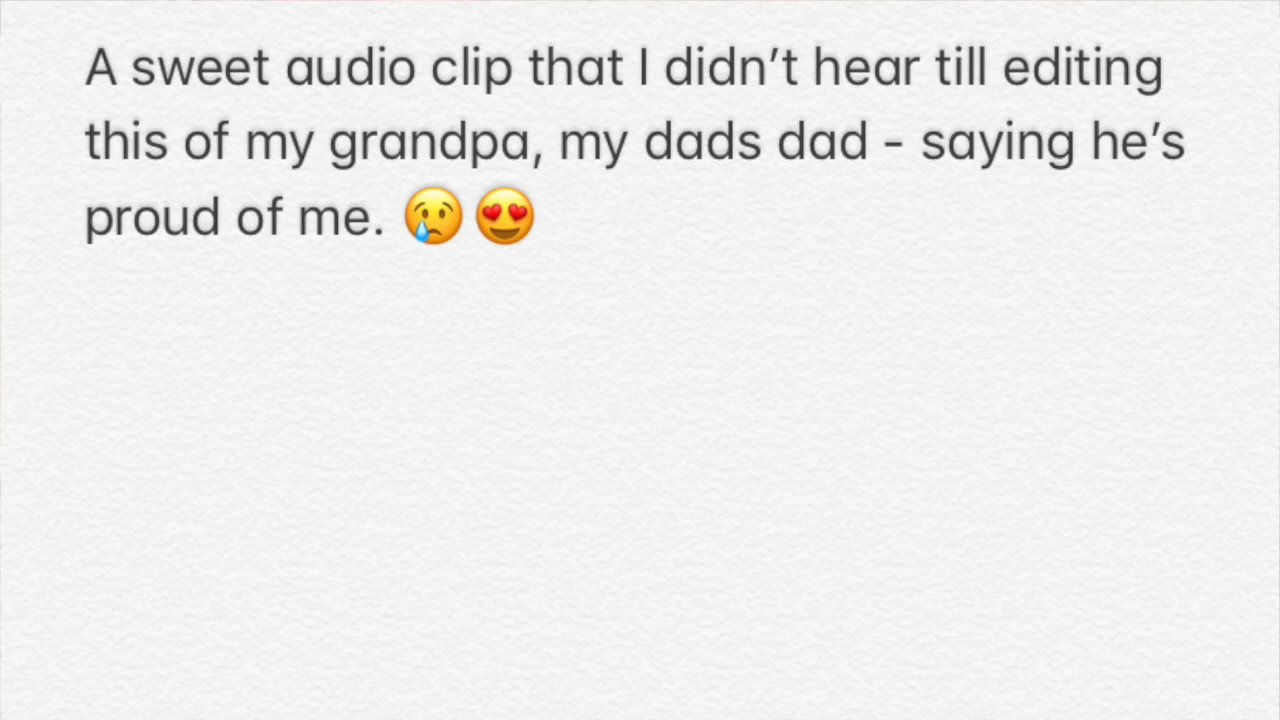 A sweet audio clip that I didn’t hear till editing
this of my grandpa, my dads dad - saying he’s
proud of me. 😢😍